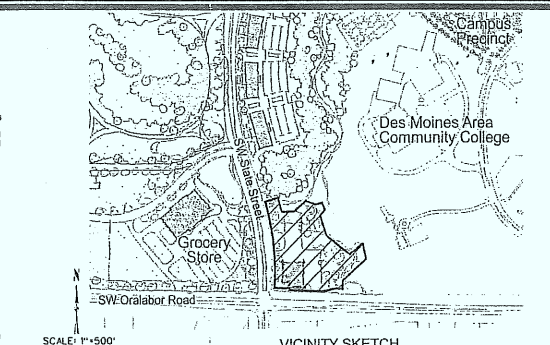 Campus
Precinct
Des Moines Area
Community College
SW State Street
Grocery
Store
N
SW Oralabor Road
SCALE: 1"=500'
VICINITY SKETCH